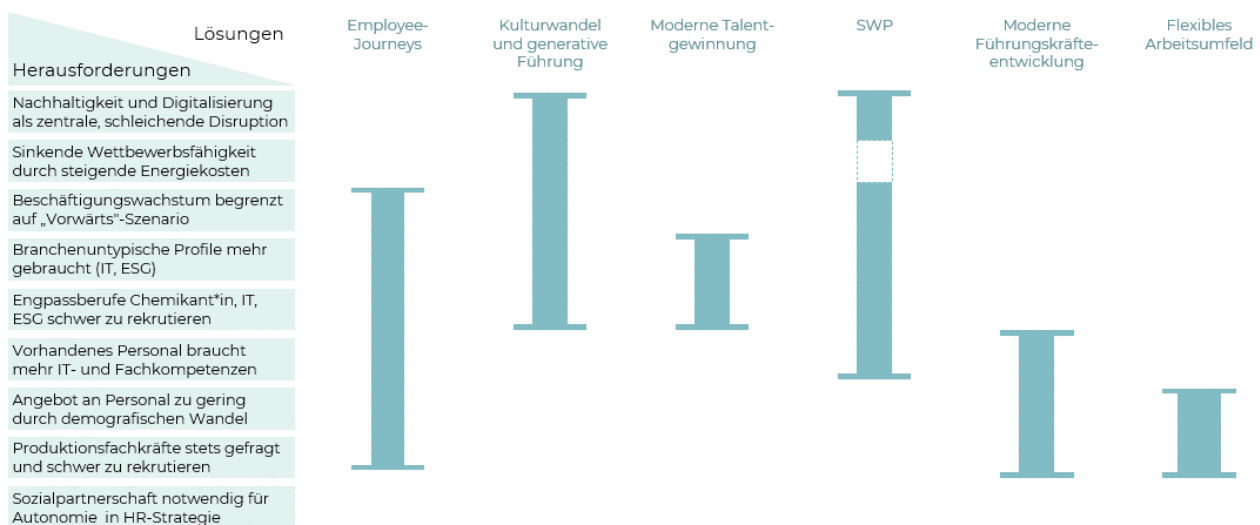 Lösungen
Herausforderungen
Employee-
Journeys
Kulturwandel
und generative
Führung
Moderne Talent-
gewinnung
SWP
Moderne
Führungskräfte-
entwicklung
Flexibles
Arbeitsumfeld
Nachhaltigkeit und Digitalisierung
als zentrale, schleichende Disruption
Sinkende Wettbewerbsfähigkeit
durch steigende Energiekosten
Beschäftigungswachstum begrenzt
auf „Vorwärts"-Szenario
Branchenuntypische Profile mehr
gebraucht (IT, ESG)
Engpassberufe Chemikant*in, IT,
ESG schwer zu rekrutieren
Vorhandenes Personal braucht
mehr IT- und Fachkompetenzen
Angebot an Personal zu gering
durch demografischen Wandel
Produktionsfachkräfte stets gefragt
und schwer zu rekrutieren
Sozialpartnerschaft notwendig für
Autonomie in HR-Strategie